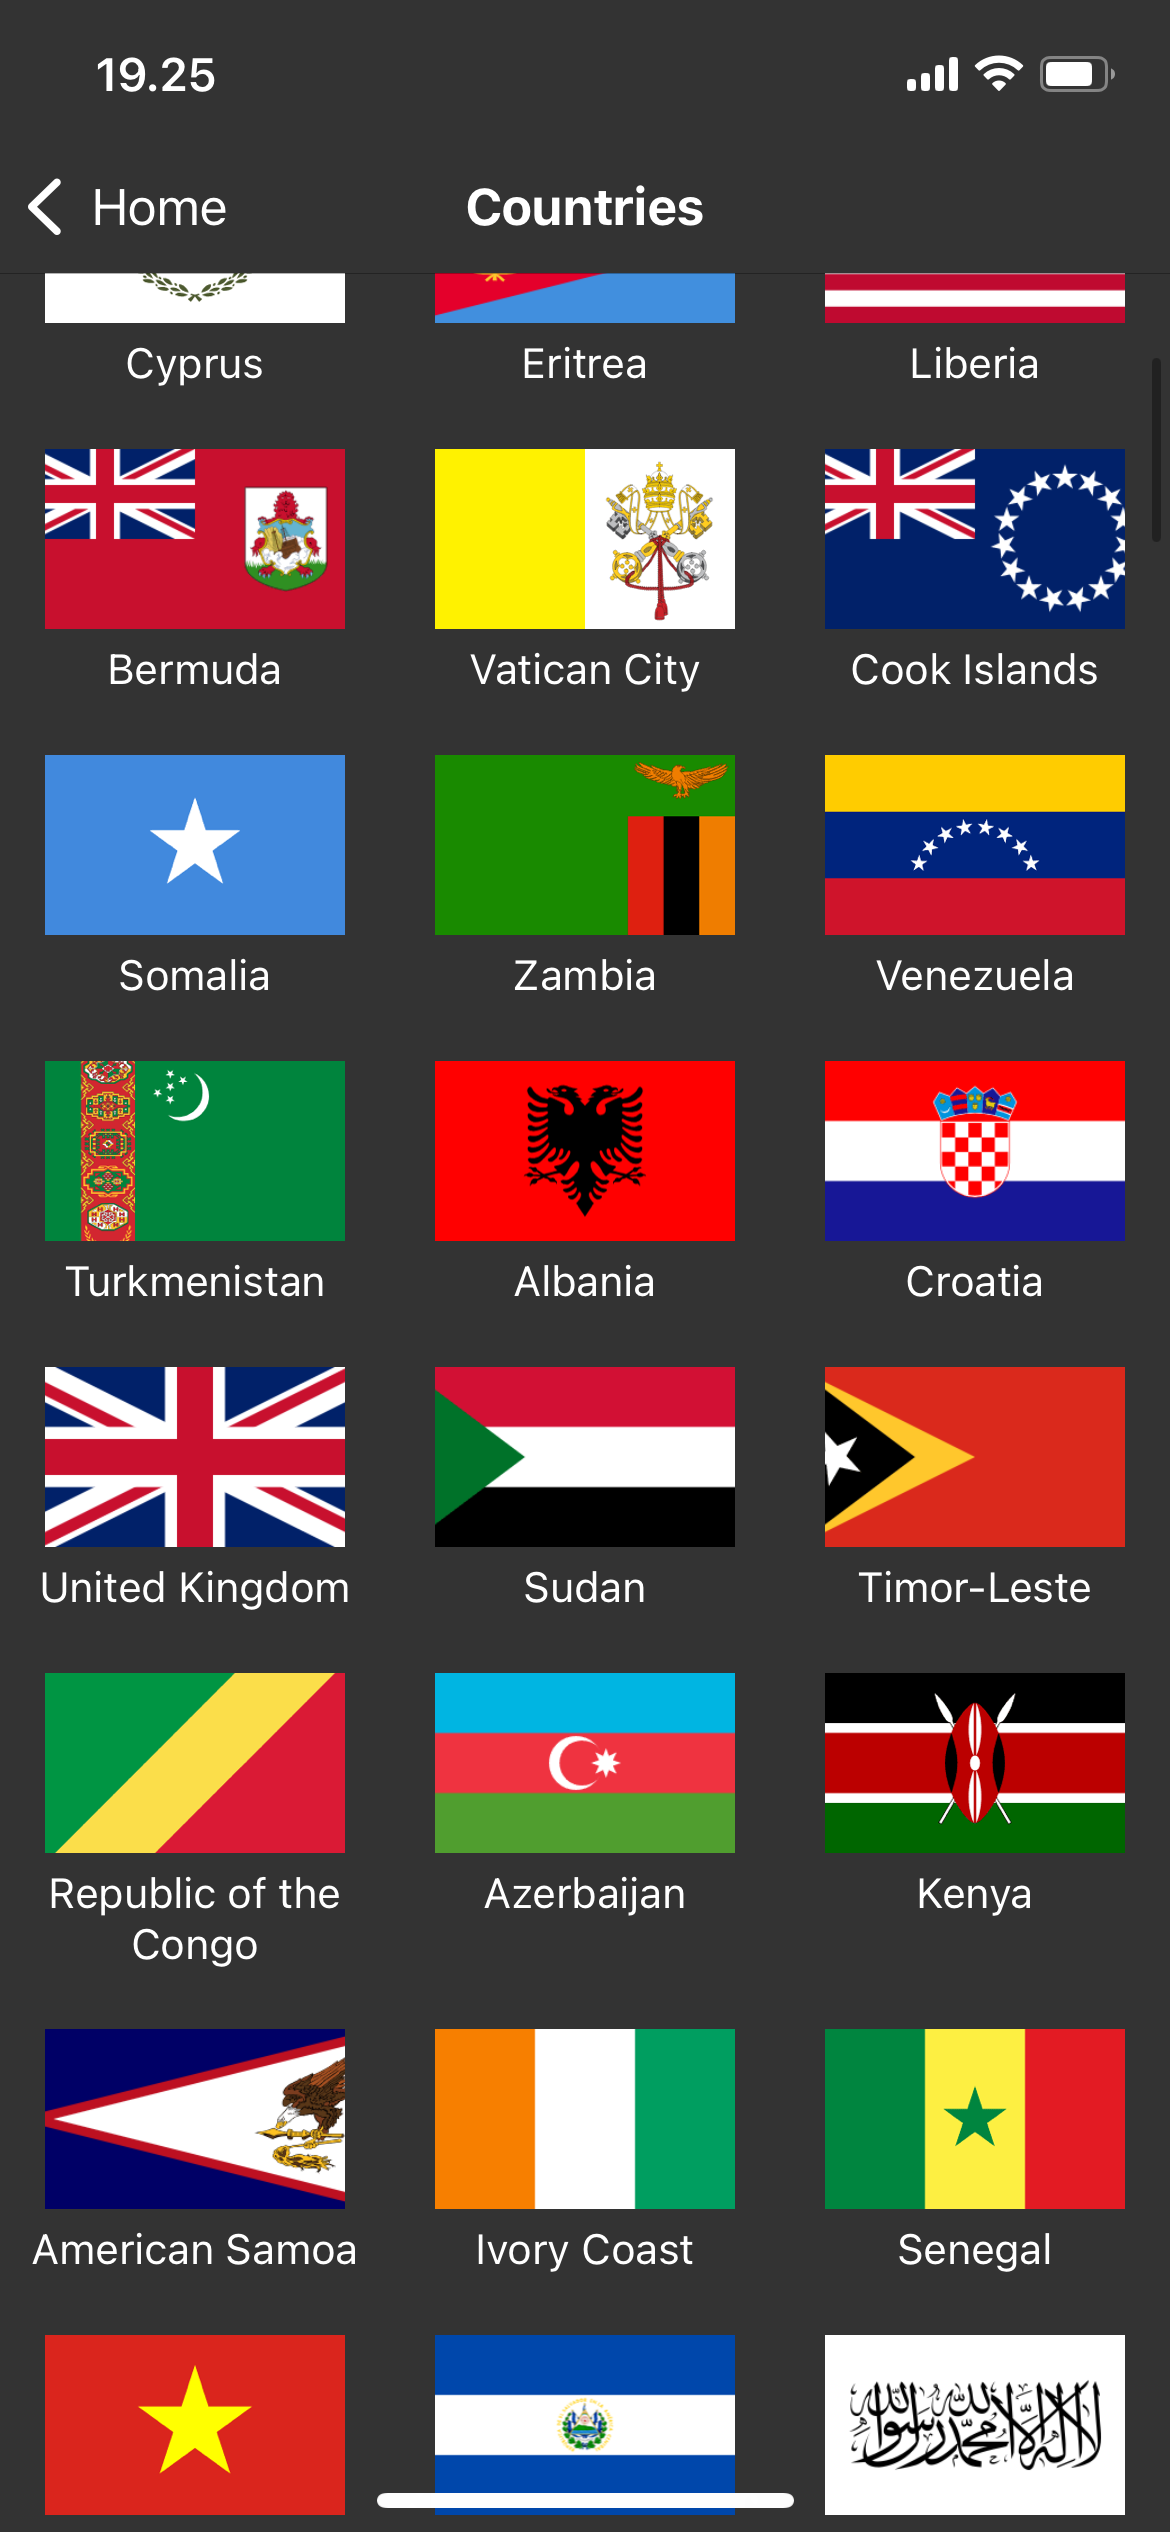 19.25
Home
Countries
Cyprus
Eritrea
Liberia
Bermuda
Vatican City
Cook Islands
Somalia
Zambia
Venezuela
Turkmenistan
Albania
Croatia
United Kingdom
Sudan
Timor-Leste
Republic of the
Congo
Azerbaijan
Kenya
American Samoa
Ivory Coast
Senegal
لا إله إلا الله محمد رسول الله